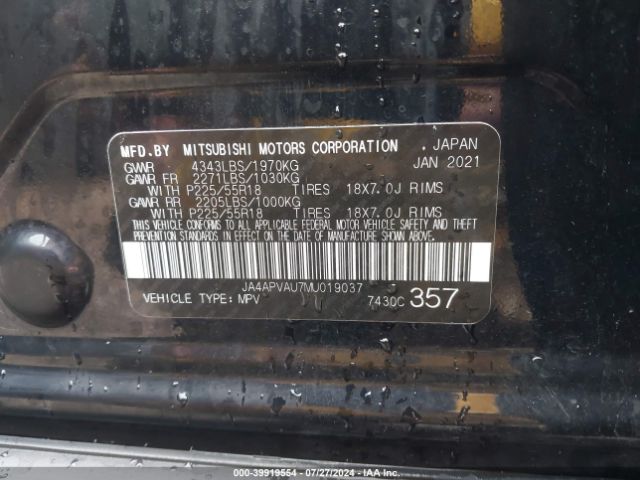 MFD.BY MITSUBISHI MOTORS CORPORATION . JAPAN
GVWR 4343LBS/1970KG JAN 2021
GAWR FR 2271LBS/1030KG
WITH P225/55R18 TIRES 18X7.0J RIMS
GAWR RR 2205LBS/1000KG
WITH P225/55R18 TIRES 18X7.0J RIMS
THIS VEHICLE CONFORMS TO ALL APPLICABLE FEDERAL MOTOR VEHICLE SAFETY AND THEFT
PREVENTION STANDARDS IN EFFECT ON THE DATE OF MANUFACTURE SHOWN ABOVE.
JA4APVAU7MU019037
VEHICLE TYPE: MPV 7430C 357
000-39919554 - 07/27/2024 - IAA Inc.